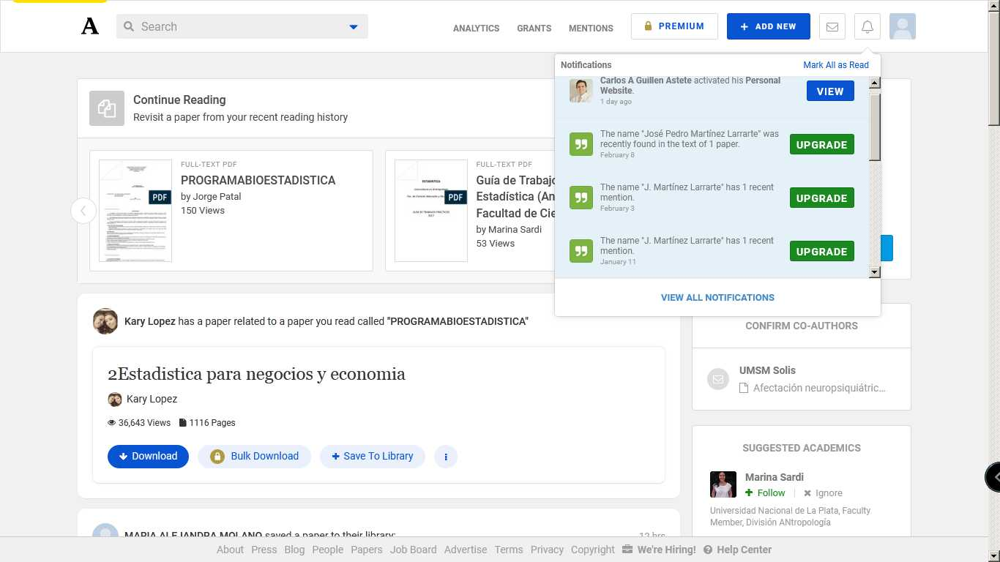 A
Search
ANALYTICS
GRANTS
MENTIONS
PREMIUM
ADD NEW
Notifications
Mark All as Read
Carlos A Guillen Astete activated his Personal
Website.
1 day ago
VIEW
The name "José Pedro Martínez Larrarte" was
recently found in the text of 1 paper.
February 8
UPGRADE
The name "J. Martínez Larrarte" has 1 recent
mention.
February 3
UPGRADE
The name "J. Martínez Larrarte" has 1 recent
mention.
January 11
UPGRADE
VIEW ALL NOTIFICATIONS
Continue Reading
Revisit a paper from your recent reading history
PDF
FULL-TEXT PDF
PROGRAMABIOESTADISTICA
by Jorge Patal
150 Views
ESTADISTICA
PDF
2017
FULL-TEXT PDF
Guía de Trabajo
Estadística (An
Facultad de Cie
by Marina Sardi
53 Views
Kary Lopez has a paper related to a paper you read called "PROGRAMABIOESTADISTICA"
2Estadistica para negocios y economia
Kary Lopez
36,643 Views 1116 Pages
Download
Bulk Download
Save To Library
MARIA ALEJANDRA MOLANO saved a paper to their library:
12 hrs
CONFIRM CO-AUTHORS
UMSM Solis
Afectación neuropsiquiátric...
SUGGESTED ACADEMICS
Marina Sardi
Follow
Ignore
Universidad Nacional de La Plata, Faculty
Member, División ANtropología
About Press Blog People Papers Job Board Advertise Terms Privacy Copyright We're Hiring! Help Center